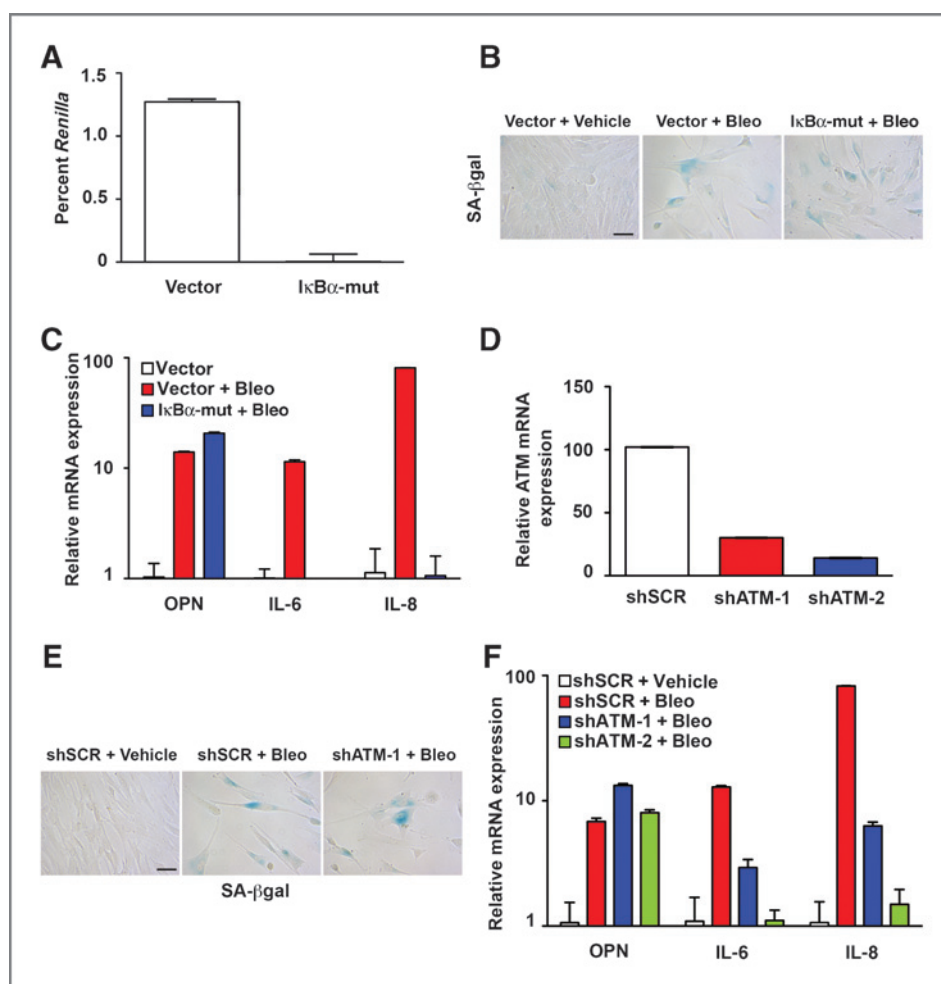 A
Percent Renilla
1.5
1.0
0.5
0
Vector
IκBα-mut
B
Vector + Vehicle
Vector + Bleo
IκBα-mut + Bleo
SA-βgal
C
Relative mRNA expression
100
10
1
Vector
Vector + Bleo
IκBα-mut + Bleo
OPN
IL-6
IL-8
D
Relative ATM mRNA
expression
150
100
50
0
shSCR
shATM-1
shATM-2
E
shSCR + Vehicle
shSCR + Bleo
shATM-1 + Bleo
SA-βgal
F
Relative mRNA expression
100
10
1
shSCR + Vehicle
shSCR + Bleo
shATM-1 + Bleo
shATM-2 + Bleo
OPN
IL-6
IL-8